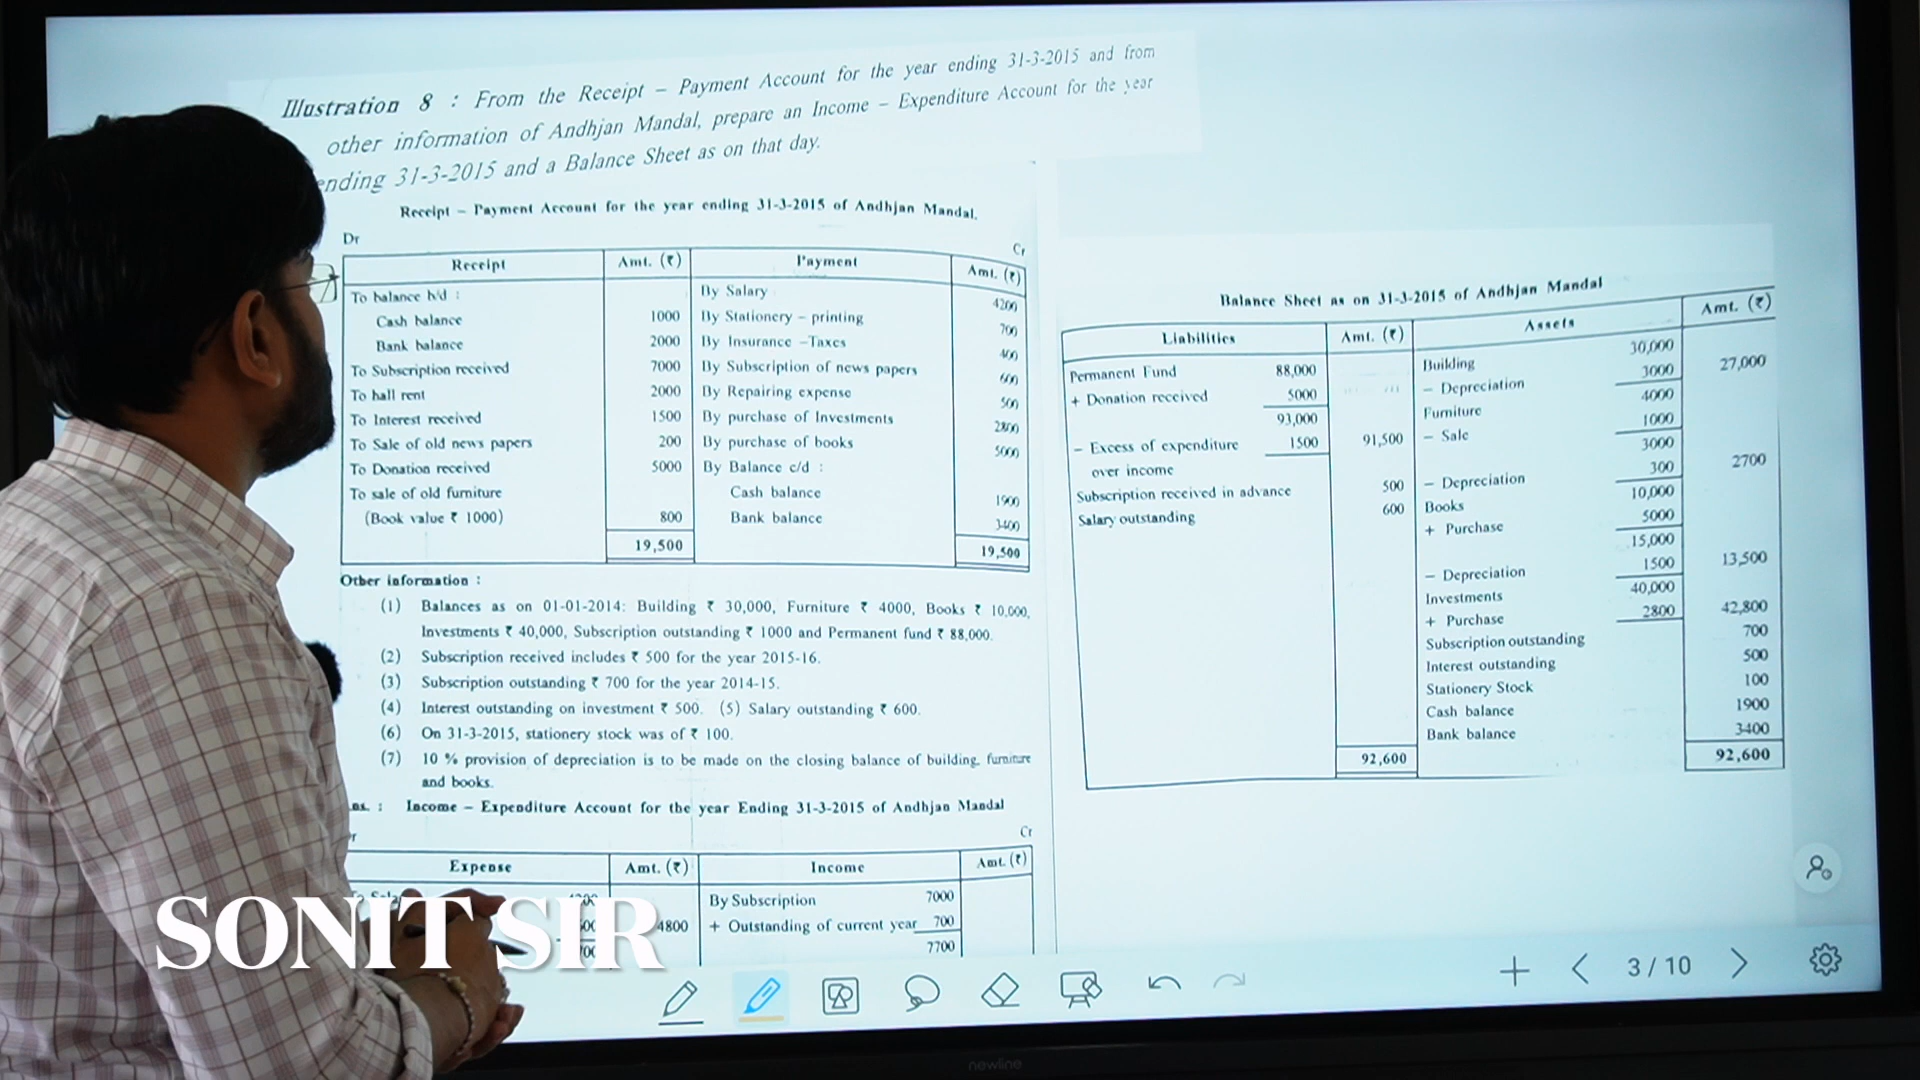 Illustration 8 : From the Receipt – Payment Account for the year ending 31-3-2015 and from
other information of Andhjan Mandal, prepare an Income – Expenditure Account for the year
ending 31-3-2015 and a Balance Sheet as on that day.
Receipt – Payment Account for the year ending 31-3-2015 of Andhjan Mandal.
Dr Cr
Receipt Amt. (₹) Payment Amt. (₹)
To balance b/d : By Salary 4200
Cash balance 1000 By Stationery – printing 700
Bank balance 2000 By Insurance –Taxes 400
To Subscription received 7000 By Subscription of news papers 600
To hall rent 2000 By Repairing expense 500
To Interest received 1500 By purchase of Investments 2800
To Sale of old news papers 200 By purchase of books 5000
To Donation received 5000 By Balance c/d :
To sale of old furniture Cash balance 1900
(Book value ₹ 1000) 800 Bank balance 3400
19,500 19,500
Other information :
(1) Balances as on 01-01-2014: Building ₹ 30,000, Furniture ₹ 4000, Books ₹ 10,000,
Investments ₹ 40,000, Subscription outstanding ₹ 1000 and Permanent fund ₹ 88,000.
(2) Subscription received includes ₹ 500 for the year 2015-16.
(3) Subscription outstanding ₹ 700 for the year 2014-15.
(4) Interest outstanding on investment ₹ 500. (5) Salary outstanding ₹ 600.
(6) On 31-3-2015, stationery stock was of ₹ 100.
(7) 10 % provision of depreciation is to be made on the closing balance of building, furniture
and books.
ns. : Income – Expenditure Account for the year Ending 31-3-2015 of Andhjan Mandal
r Cr
Expense Amt. (₹) Income Amt. (₹)
By Subscription 7000
4800 + Outstanding of current year 700
7700
Balance Sheet as on 31-3-2015 of Andhjan Mandal
Liabilities Amt. (₹) Assets Amt. (₹)
Permanent Fund 88,000 Building 30,000
+ Donation received 5000 – Depreciation 3000 27,000
93,000 Furniture 4000
– Excess of expenditure 1500 91,500 – Sale 1000
over income 3000
Subscription received in advance 500 – Depreciation 300 2700
Salary outstanding 600 Books 10,000
+ Purchase 5000
15,000
– Depreciation 1500 13,500
Investments 40,000
+ Purchase 2800 42,800
Subscription outstanding 700
Interest outstanding 500
Stationery Stock 100
Cash balance 1900
Bank balance 3400
92,600 92,600
SONIT SIR
3 / 10
newline